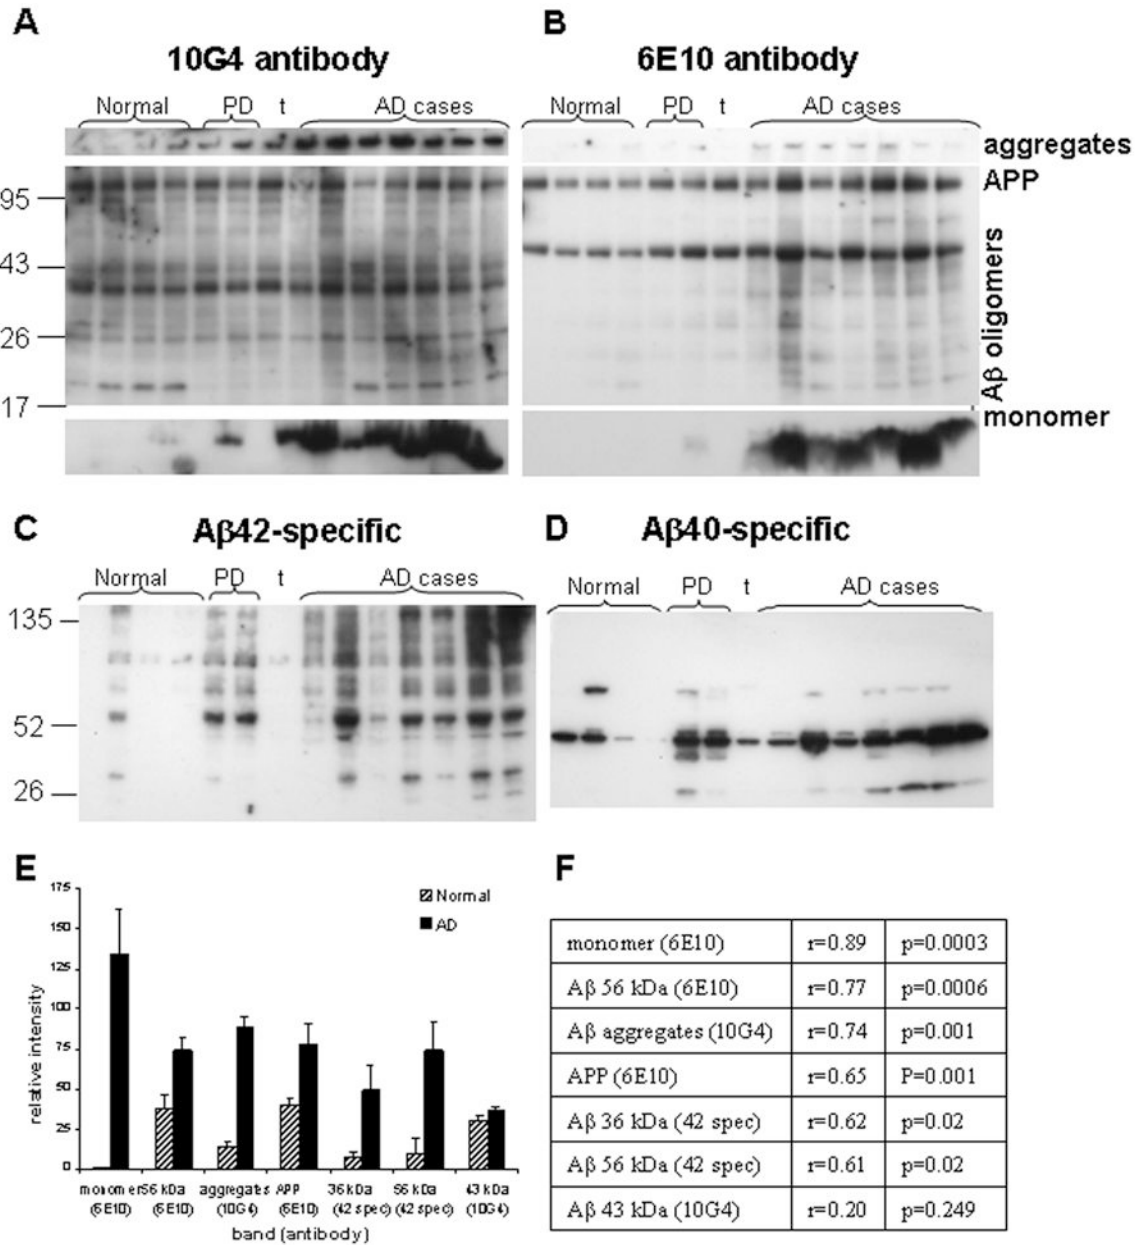 A
10G4 antibody
Normal PD t AD cases
95
43
26
17
B
6E10 antibody
Normal PD t AD cases
aggregates
APP
Aβ oligomers
monomer
C
Aβ42-specific
Normal PD t AD cases
135
52
26
D
Aβ40-specific
Normal PD t AD cases
E
175
150
125
100
75
50
25
0
relative intensity
Normal
AD
monomer 56 kDa aggregates APP 36 kDa 56 kDa 43 kDa
(6E10) (6E10) (10G4) (6E10) (42 spec) (42 spec) (10G4)
band (antibody)
F
monomer (6E10) r=0.89 p=0.0003
Aβ 56 kDa (6E10) r=0.77 p=0.0006
Aβ aggregates (10G4) r=0.74 p=0.001
APP (6E10) r=0.65 P=0.001
Aβ 36 kDa (42 spec) r=0.62 p=0.02
Aβ 56 kDa (42 spec) r=0.61 p=0.02
Aβ 43 kDa (10G4) r=0.20 p=0.249